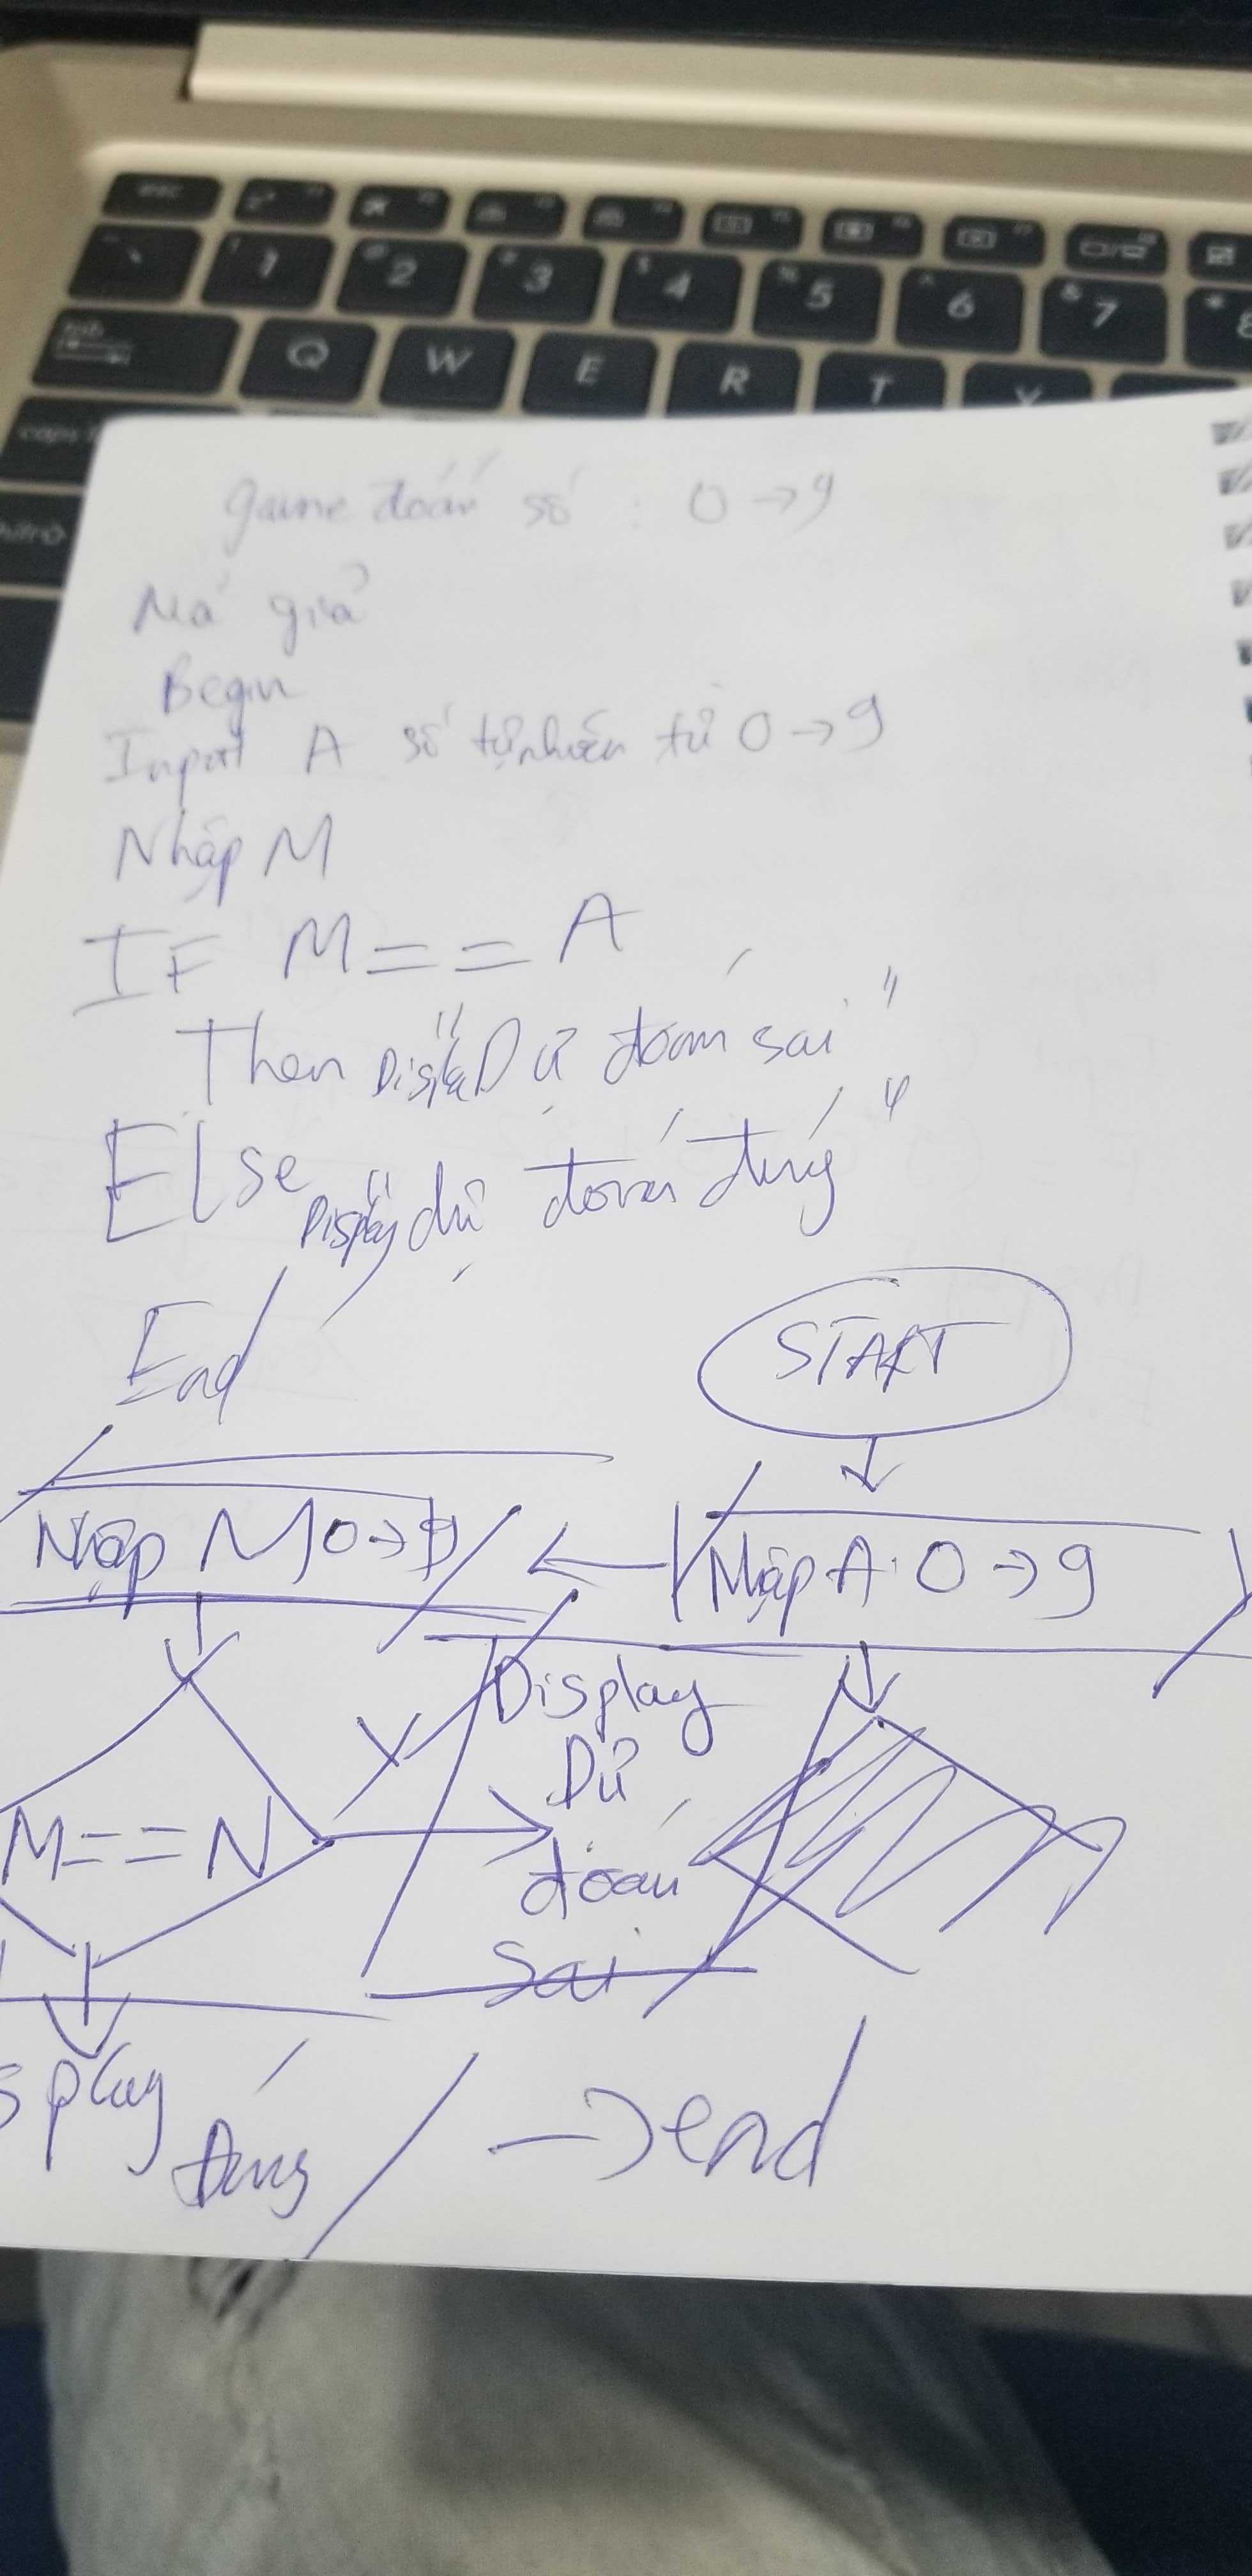 esc
1 2 3 4 5 6 7 8
tab Q W E R T Y
caps
game đoán số : 0 → 9
Mã giả
Begin
Input A số tự nhiên từ 0 → 9
Nhập M
IF M == A
Then Display "Dự đoán sai"
Else Display "dự đoán đúng"
End
START
Nhập A : 0 → 9
Nhập M 0 → 9
M == N
Display
Dự
đoán
sai
splay
đúng
→ end